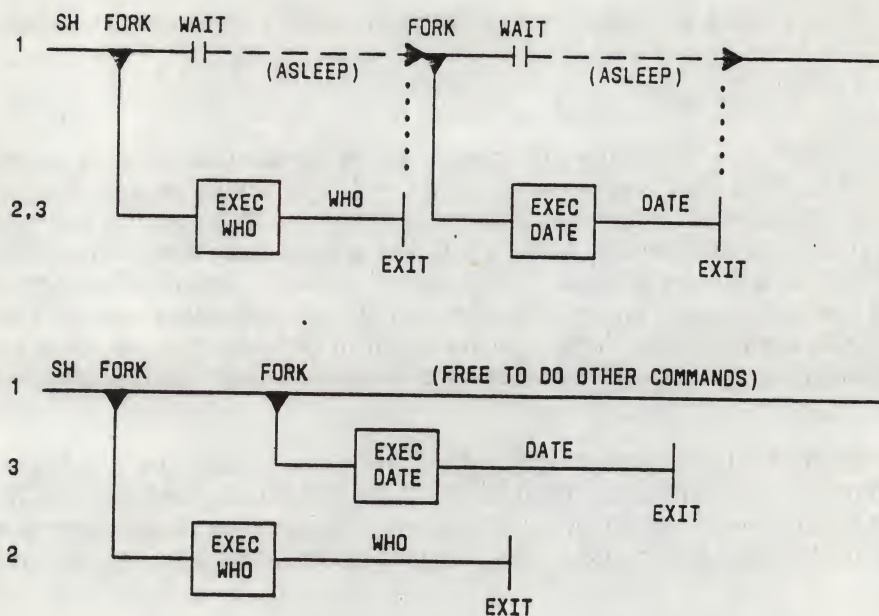 SH FORK WAIT FORK WAIT
1
(ASLEEP) (ASLEEP)
2,3
EXEC WHO
WHO
EXEC DATE
DATE
EXIT EXIT
SH FORK FORK (FREE TO DO OTHER COMMANDS)
1
3
EXEC DATE
DATE
EXIT
2
EXEC WHO
WHO
EXIT